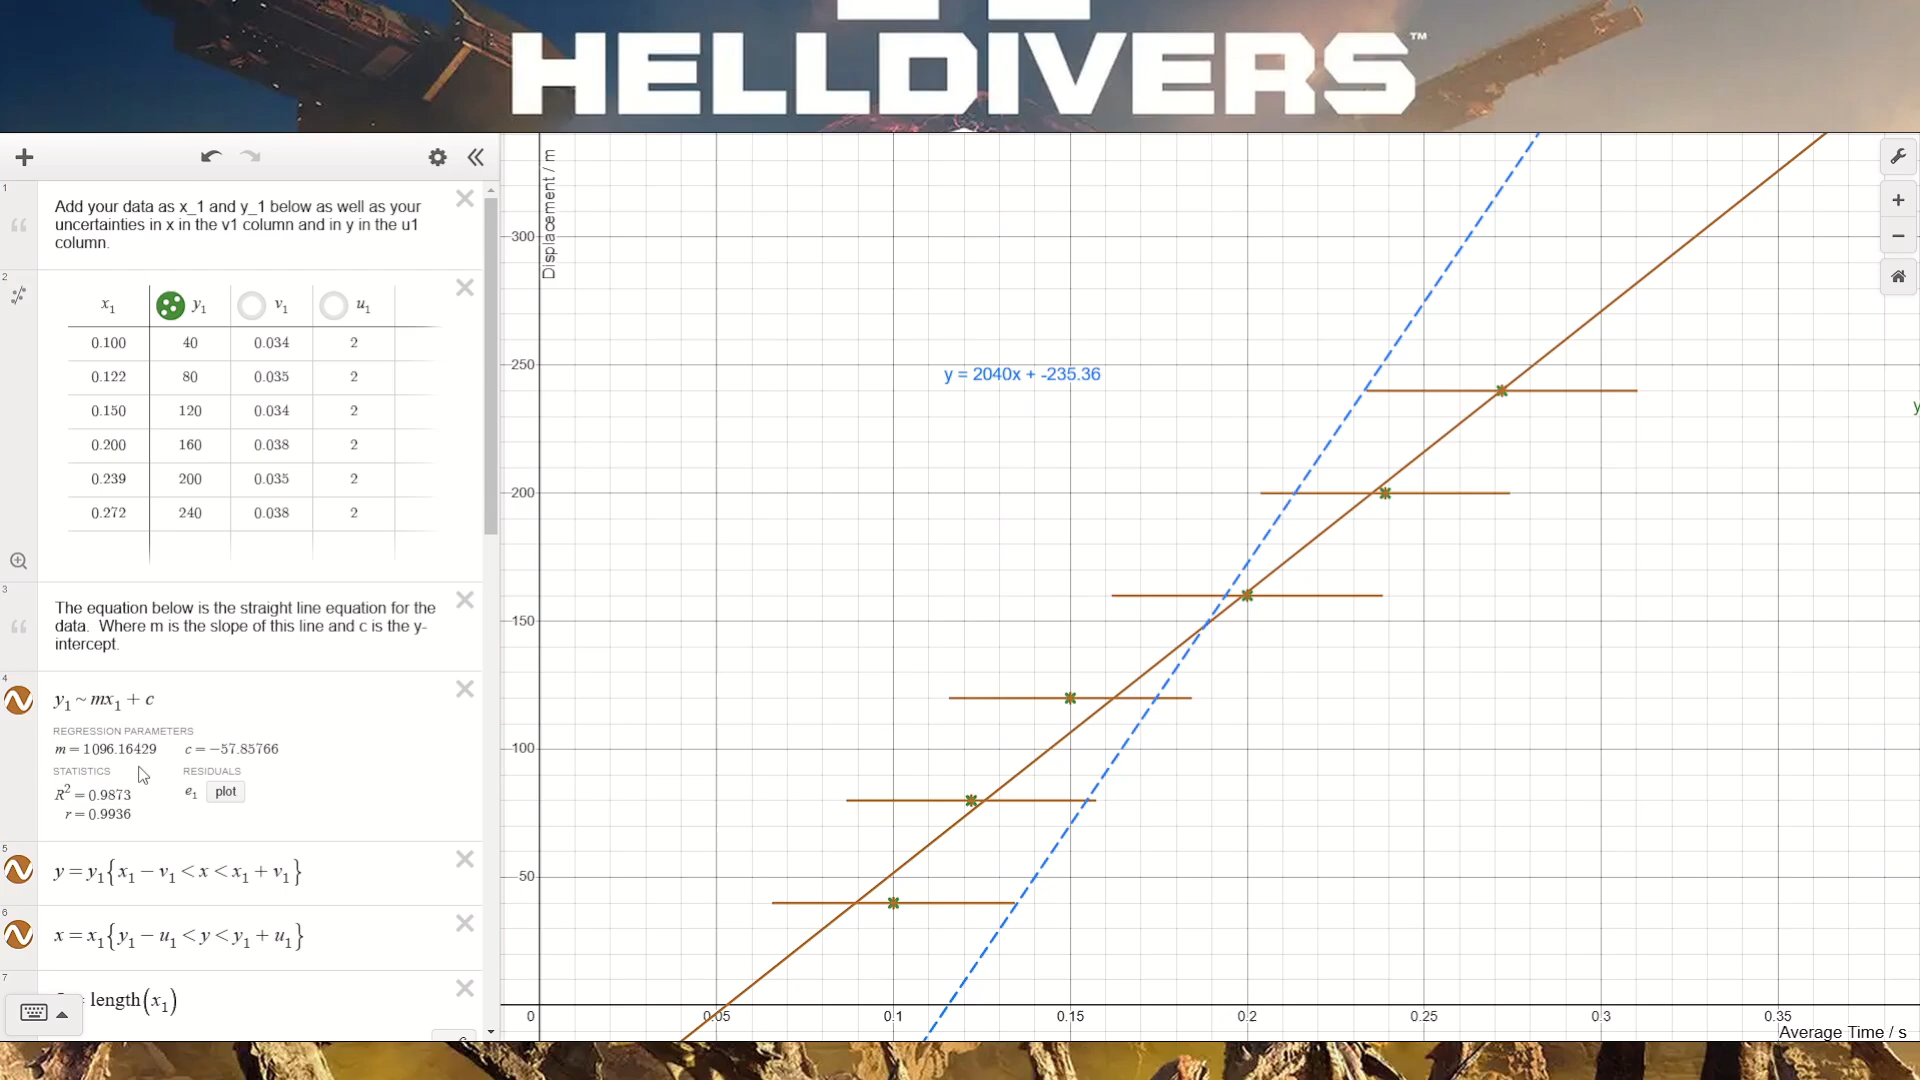 HELLDIVERS™
1
Add your data as x_1 and y_1 below as well as your
uncertainties in x in the v1 column and in y in the u1
column.
2
x₁ y₁ v₁ u₁
0.100 40 0.034 2
0.122 80 0.035 2
0.150 120 0.034 2
0.200 160 0.038 2
0.239 200 0.035 2
0.272 240 0.038 2
3
The equation below is the straight line equation for the
data. Where m is the slope of this line and c is the y-
intercept.
4
y₁ ~ mx₁ + c
REGRESSION PARAMETERS
m = 1096.16429 c = −57.85766
STATISTICS RESIDUALS
R² = 0.9873 e₁ plot
r = 0.9936
5
y = y₁{x₁ − v₁ < x < x₁ + v₁}
6
x = x₁{y₁ − u₁ < y < y₁ + u₁}
7
length(x₁)
Displacement / m
300
250
200
150
100
50
y = 2040x + -235.36
y
0 0.05 0.1 0.15 0.2 0.25 0.3 0.35
Average Time / s